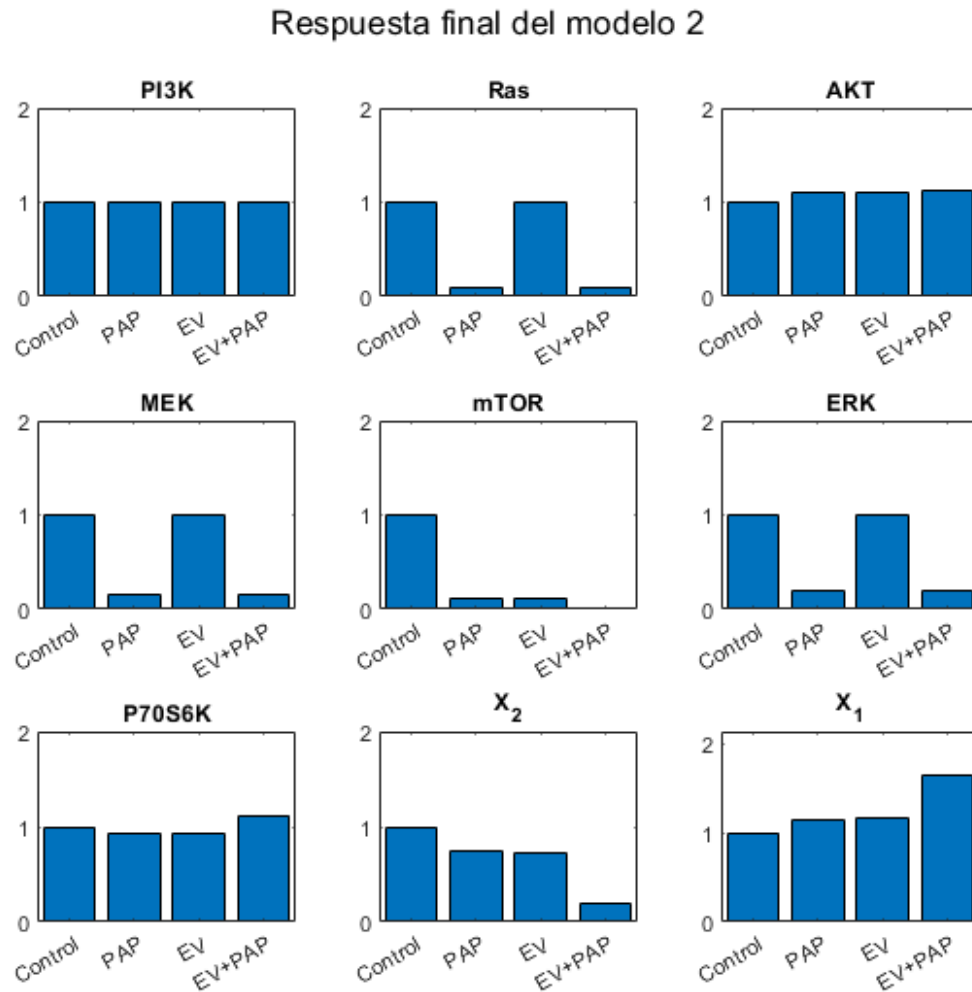 Respuesta final del modelo 2
PI3K
2
1
0
Control PAP EV EV+PAP
Ras
2
1
0
Control PAP EV EV+PAP
AKT
2
1
0
Control PAP EV EV+PAP
MEK
2
1
0
Control PAP EV EV+PAP
mTOR
2
1
0
Control PAP EV EV+PAP
ERK
2
1
0
Control PAP EV EV+PAP
P70S6K
2
1
0
Control PAP EV EV+PAP
X₂
2
1
0
Control PAP EV EV+PAP
X₁
2
1
0
Control PAP EV EV+PAP